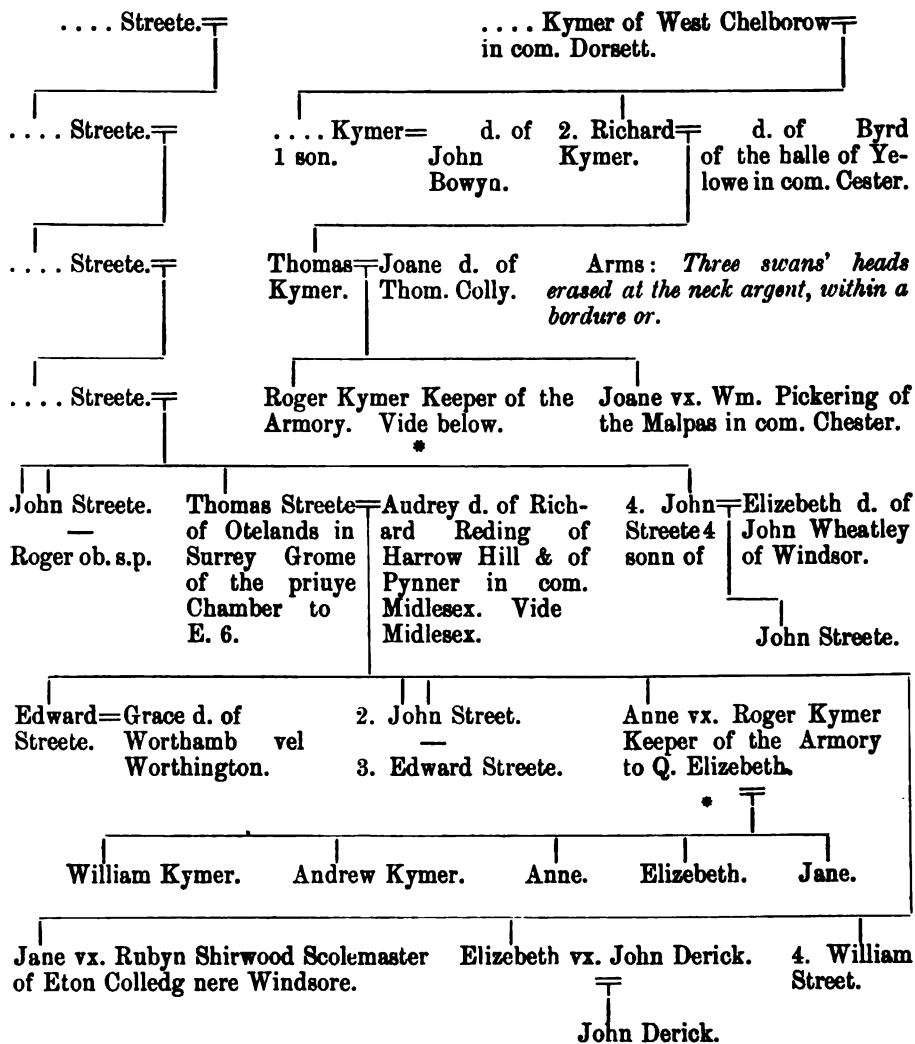 .... Streete.
.... Kymer of West Chelborow
in com. Dorsett.
.... Streete.
.... Kymer=
1 son.
d. of
John
Bowyn.
2. Richard
Kymer.
d. of Byrd
of the halle of Ye-
lowe in com. Cester.
.... Streete.
Thomas
Kymer.
Joane d. of
Thom. Colly.
Arms: Three swans' heads
erased at the neck argent, within a
bordure or.
.... Streete.
Roger Kymer Keeper of the
Armory. Vide below.
*
Joane vx. Wm. Pickering of
the Malpas in com. Chester.
John Streete.
—
Roger ob. s.p.
Thomas Streete
of Otelands in
Surrey Grome
of the priuye
Chamber to
E. 6.
Audrey d. of Rich-
ard Reding of
Harrow Hill & of
Pynner in com.
Midlesex. Vide
Midlesex.
4. John
Streete 4
sonn of
Elizebeth d. of
John Wheatley
of Windsor.
John Streete.
Edward=
Streete.
Grace d. of
Worthamb vel
Worthington.
2. John Street.
—
3. Edward Streete.
Anne vx. Roger Kymer
Keeper of the Armory
to Q. Elizebeth.
*
William Kymer.
Andrew Kymer.
Anne.
Elizebeth.
Jane.
Jane vx. Rubyn Shirwood Scolemaster
of Eton Colledg nere Windsore.
Elizebeth vx. John Derick.
4. William
Street.
John Derick.